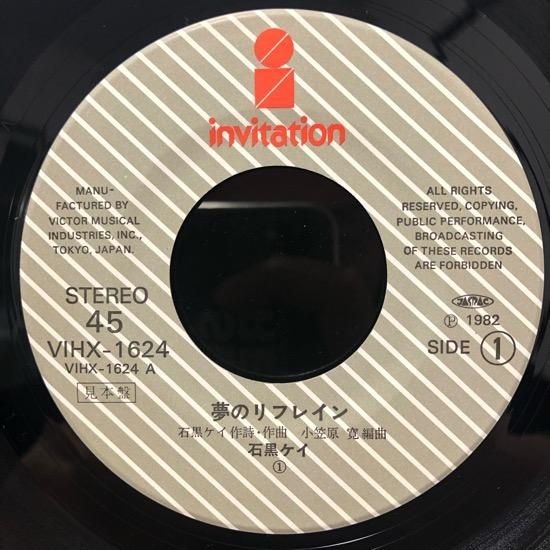 invitation
MANU-
FACTURED BY
VICTOR MUSICAL
INDUSTRIES, INC.,
TOKYO, JAPAN.
ALL RIGHTS
RESERVED, COPYING,
PUBLIC PERFORMANCE,
BROADCASTING
OF THESE RECORDS
ARE FORBIDDEN
STEREO
45
VIHX-1624
VIHX-1624 A
見本盤
JASRAC
Ⓟ 1982
SIDE 1
夢のリフレイン
石黒ケイ作詩・作曲 小笠原 寛編曲
石黒ケイ
①